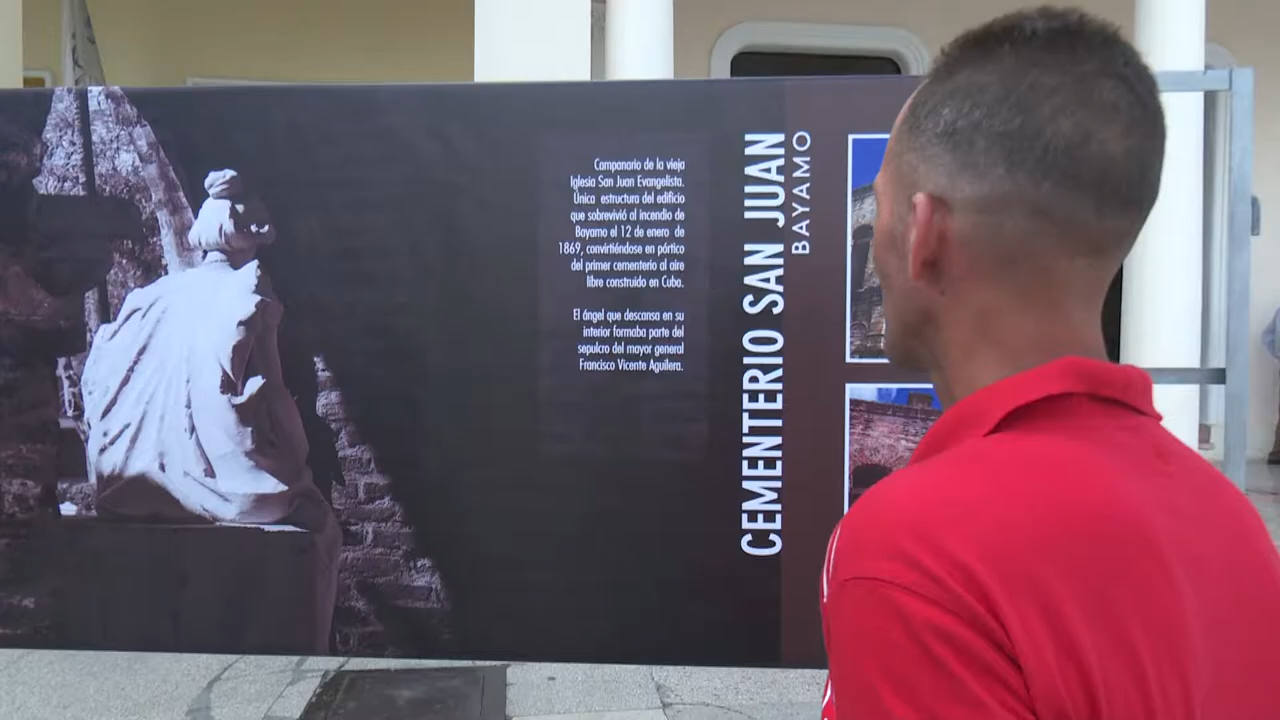 Campanario de la vieja
Iglesia San Juan Evangelista.
Única estructura del edificio
que sobrevivió al incendio de
Bayamo el 12 de enero de
1869, convirtiéndose en pórtico
del primer cementerio al aire
libre construido en Cuba.
El ángel que descansa en su
interior formaba parte del
sepulcro del mayor general
Francisco Vicente Aguilera.
CEMENTERIO SAN JUAN
BAYAMO